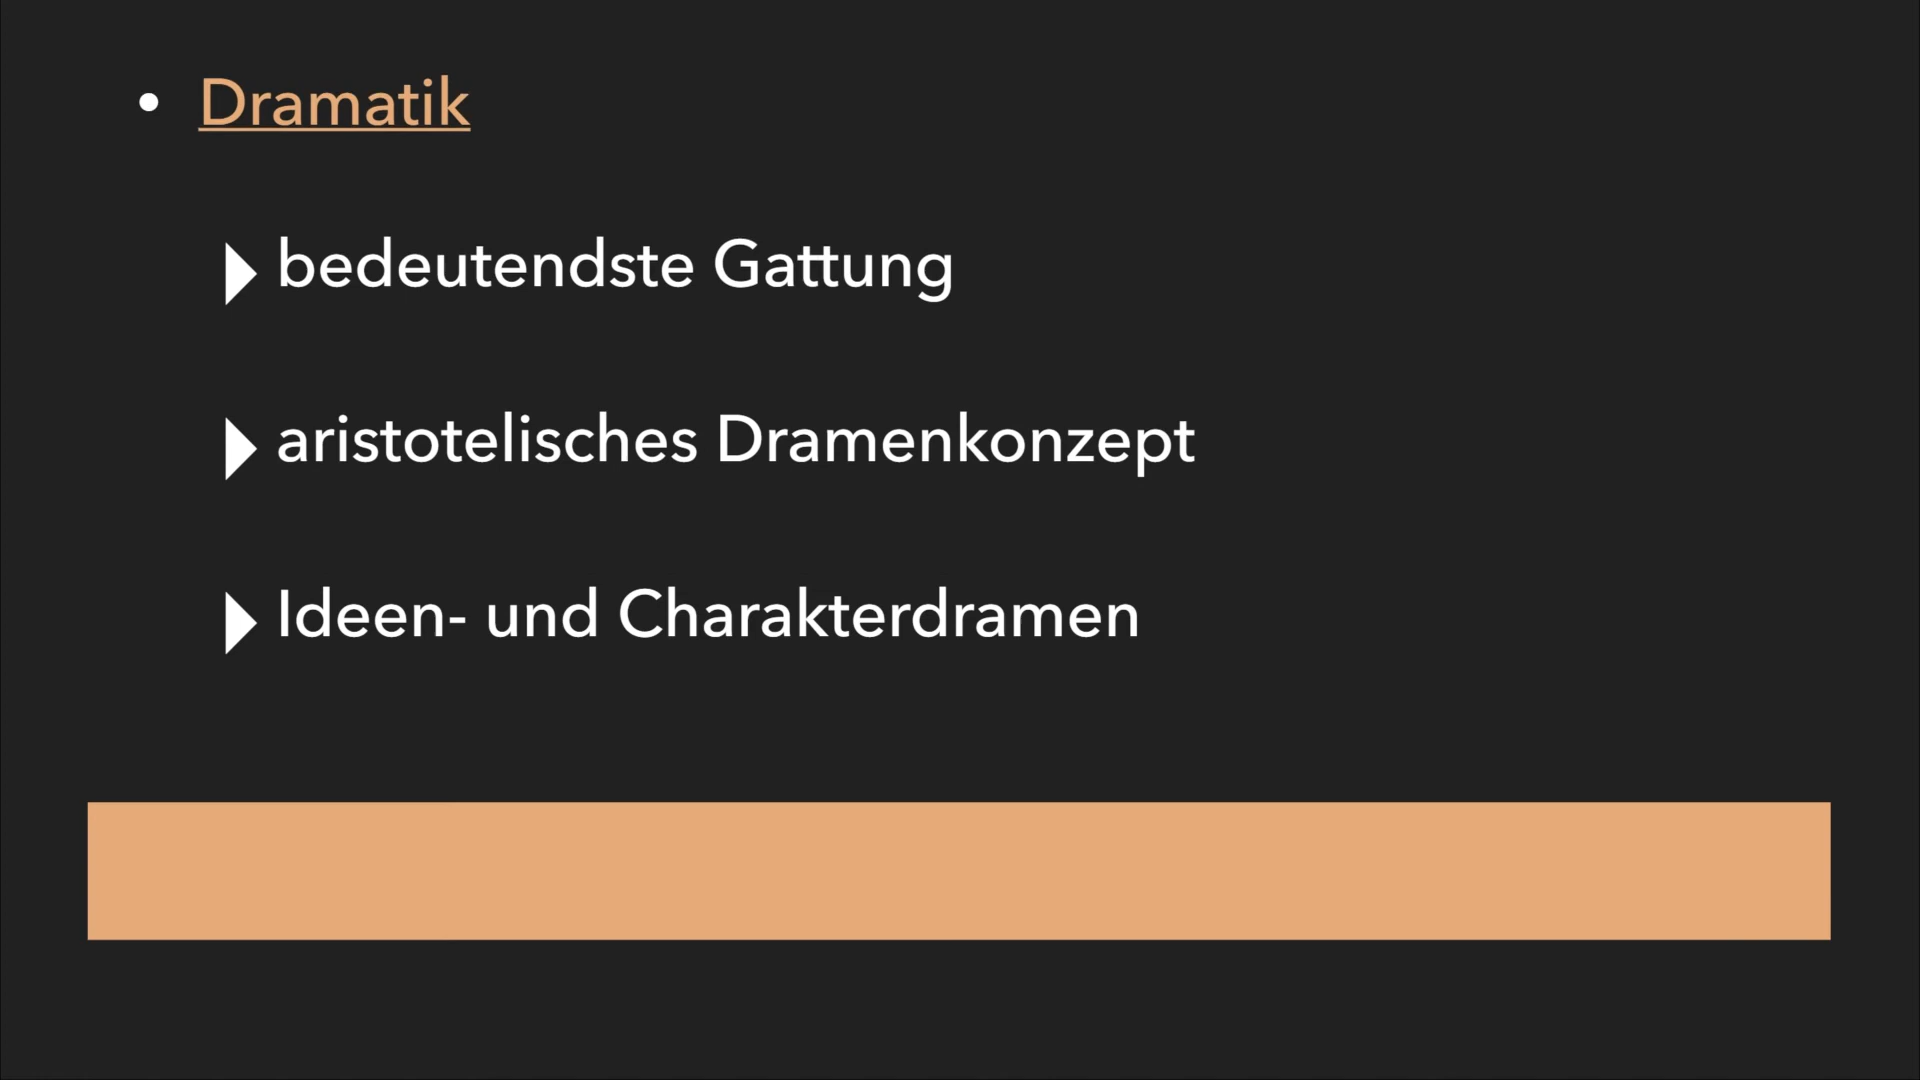 • Dramatik
▶ bedeutendste Gattung
▶ aristotelisches Dramenkonzept
▶ Ideen- und Charakterdramen